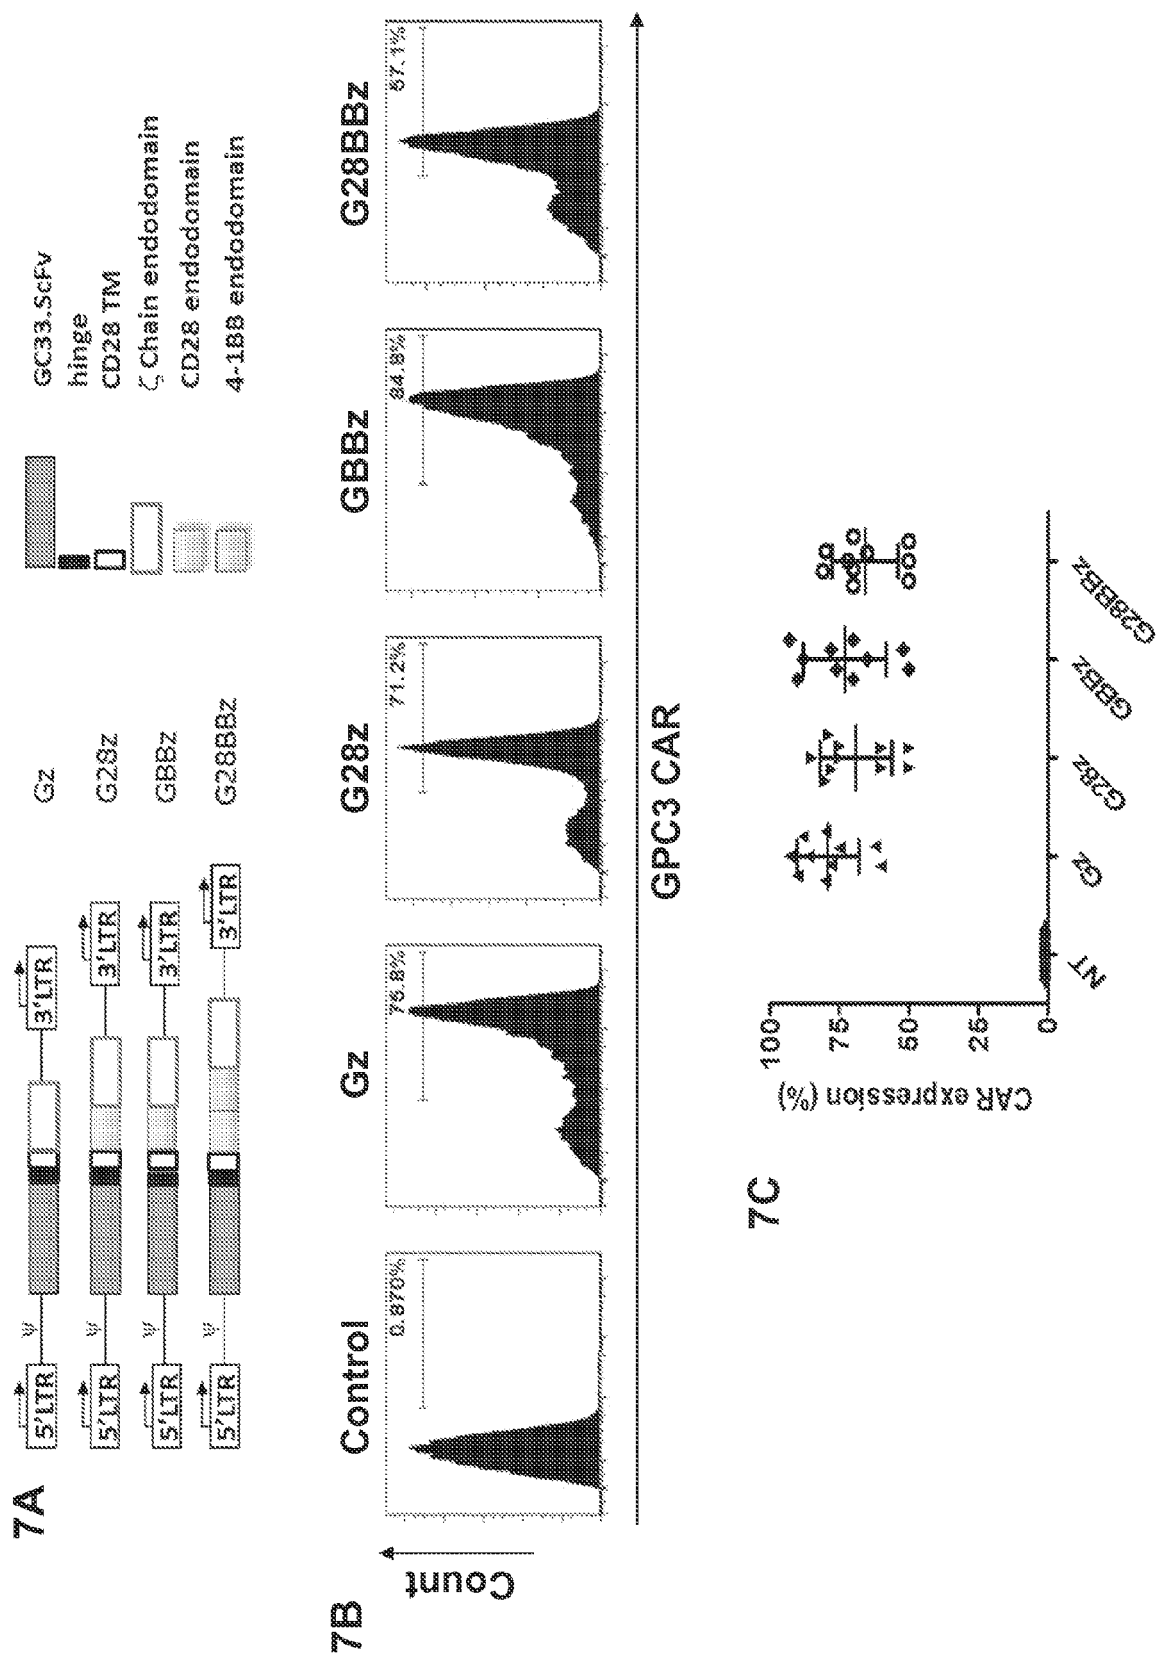 7A
5'LTR ψ 3'LTR Gz
5'LTR ψ 3'LTR G28z
5'LTR ψ 3'LTR GBBz
5'LTR ψ 3'LTR G28BBz
GC33.ScFv
hinge
CD28 TM
ζ Chain endodomain
CD28 endodomain
4-1BB endodomain
7B
Count
Control
0.870%
Gz
75.8%
G28z
71.2%
GBBz
84.8%
G28BBz
67.1%
GPC3 CAR
7C
CAR expression (%)
100
75
50
25
0
NT
Gz
G28z
GBBz
G28BBz